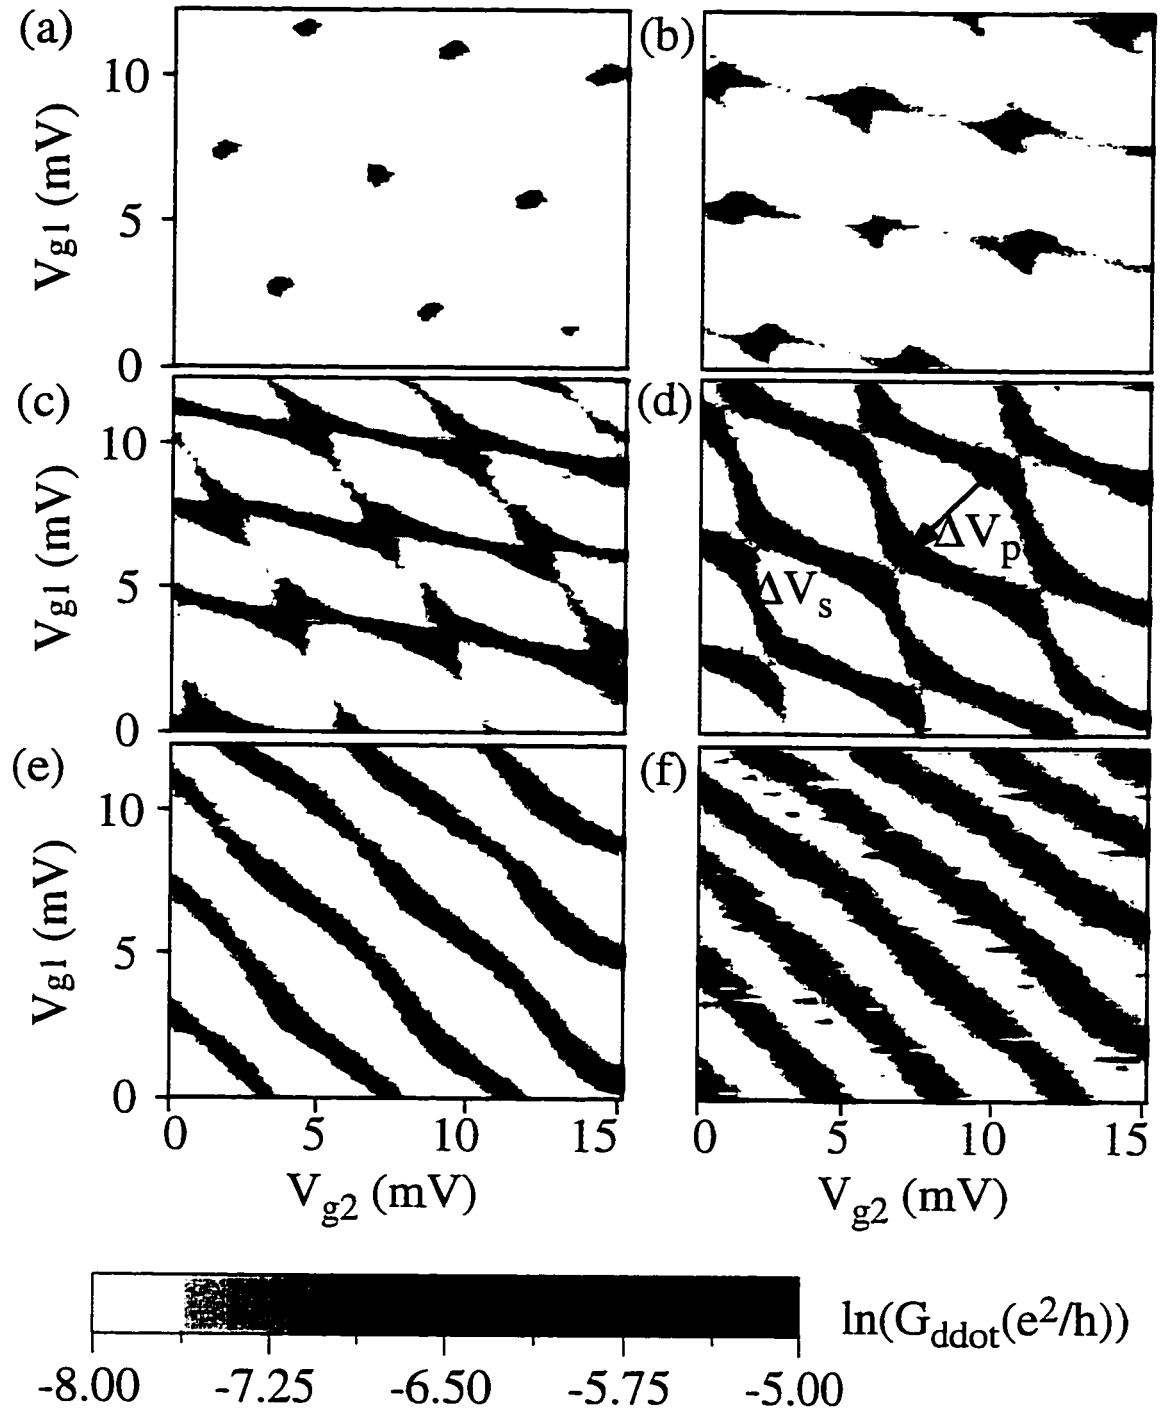 (a)
(b)
10
5
0
Vg1 (mV)
(c)
(d)
10
5
0
Vg1 (mV)
ΔVp
ΔVs
(e)
(f)
10
5
0
Vg1 (mV)
0 5 10 15
0 5 10 15
Vg2 (mV)
Vg2 (mV)
ln(Gddot(e2/h))
-8.00 -7.25 -6.50 -5.75 -5.00